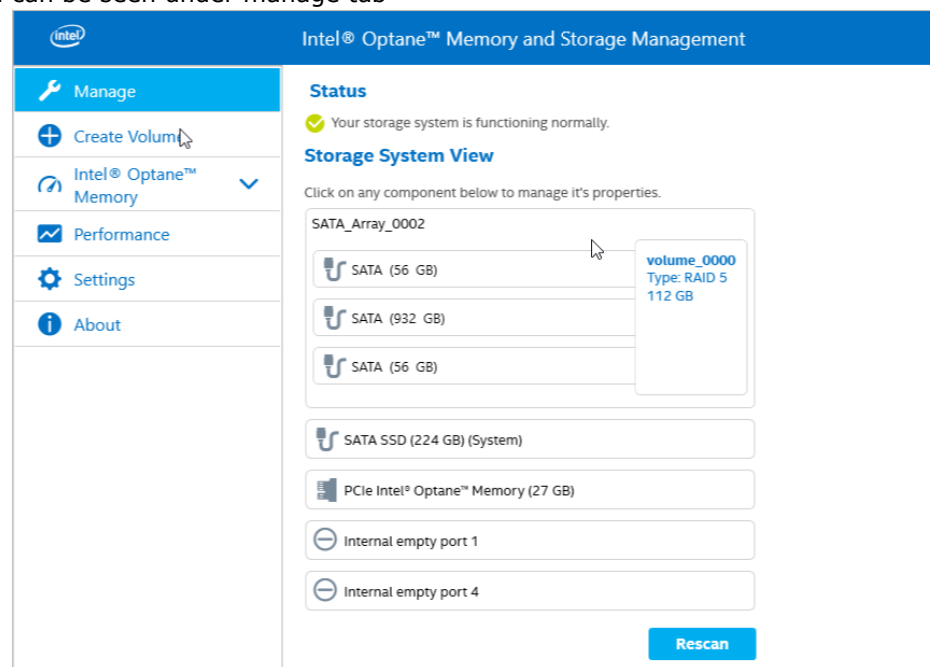 can be seen under manage tab
intel
Intel® Optane™ Memory and Storage Management
Manage
Create Volume
Intel® Optane™
Memory
Performance
Settings
About
Status
Your storage system is functioning normally.
Storage System View
Click on any component below to manage it's properties.
SATA_Array_0002
SATA (56 GB)
SATA (932 GB)
SATA (56 GB)
volume_0000
Type: RAID 5
112 GB
SATA SSD (224 GB) (System)
PCIe Intel® Optane™ Memory (27 GB)
Internal empty port 1
Internal empty port 4
Rescan